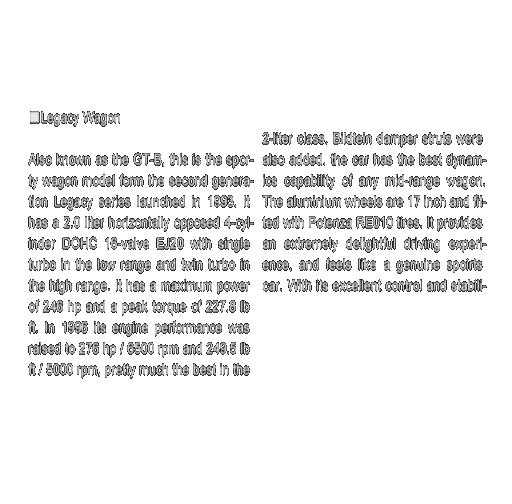 ■Legacy Wagon
Also known as the GT-B, this is the spor-
ty wagon model form the second genera-
tion Legacy series launched in 1993. It
has a 2.0 liter horizontally opposed 4-cyl-
inder DOHC 16-valve EJ20 with single
turbo in the low range and twin turbo in
the high range. It has a maximum power
of 246 hp and a peak torque of 227.8 lb
ft. In 1996 its engine performance was
raised to 276 hp / 6500 rpm and 249.5 lb
ft / 5000 rpm, pretty much the best in the
2-liter class. Bildtein damper struts were
also added. the car has the best dynam-
ics capability of any mid-range wagon.
The aluminium wheels are 17 inch and fit-
ted with Potenza RE010 tires. It provides
an extremely delightful driving experi-
ence, and feels like a genuine sports
car. With its excellent control and stabili-